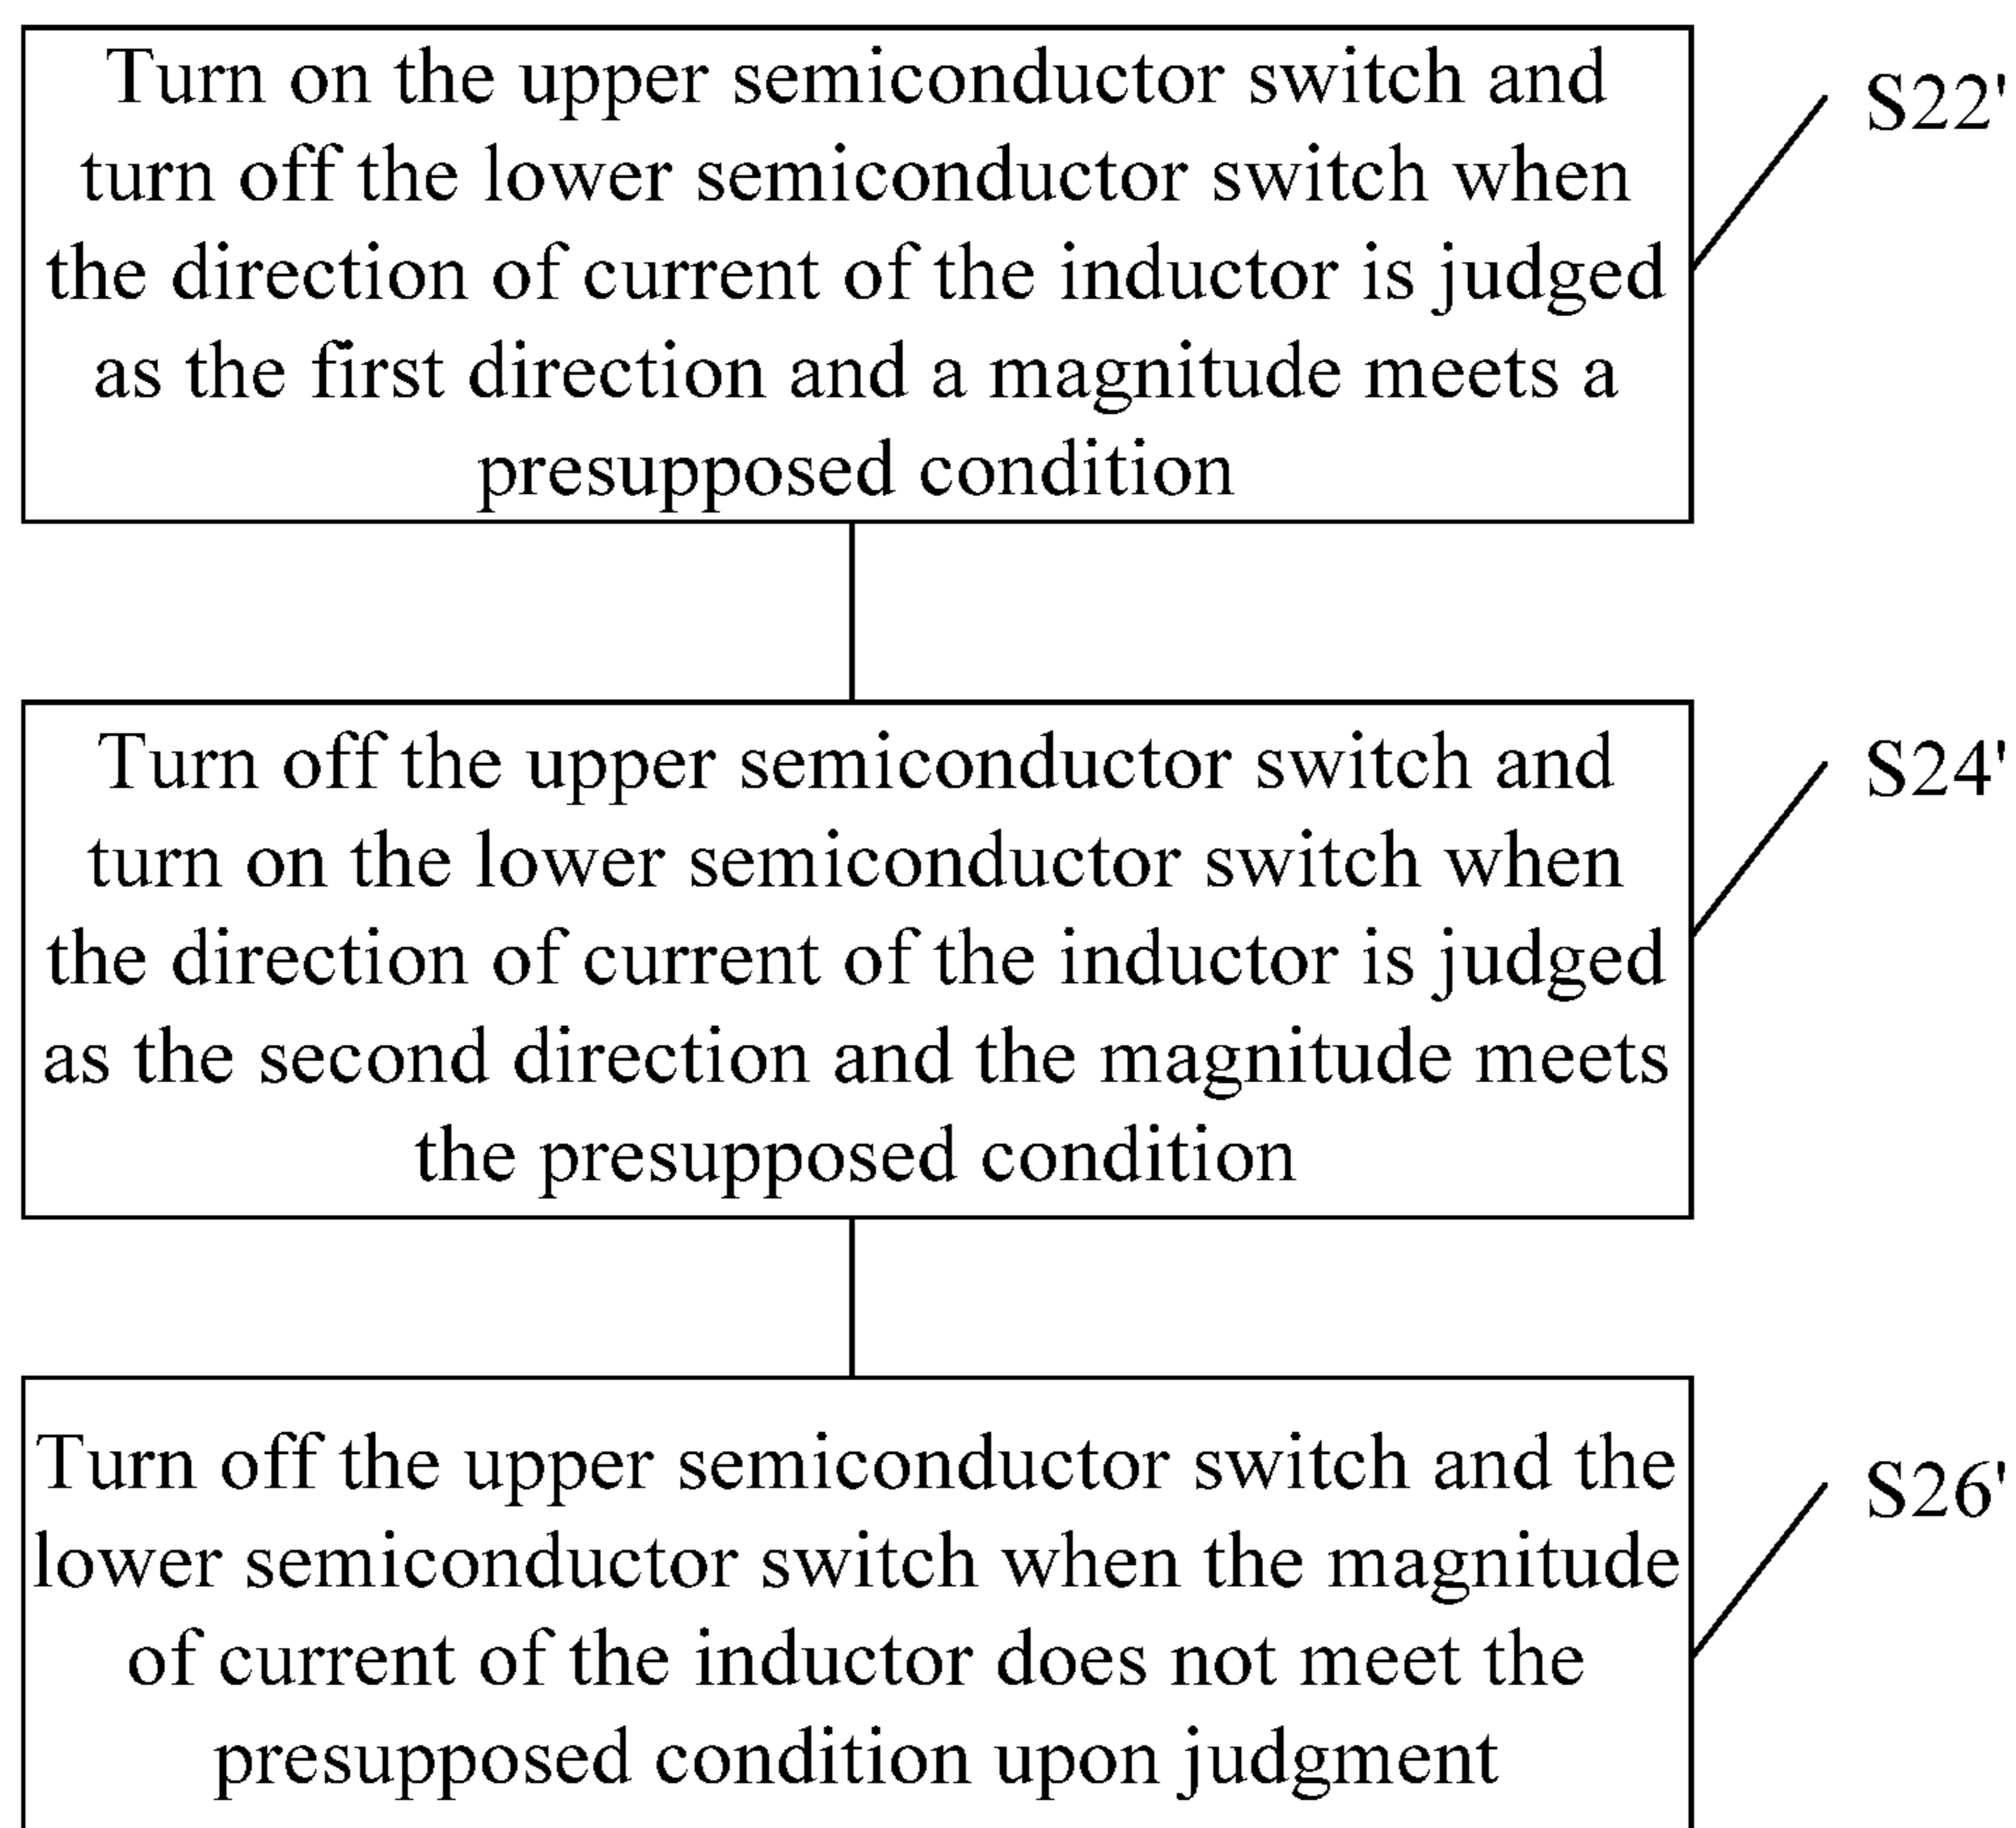 Turn on the upper semiconductor switch and
turn off the lower semiconductor switch when
the direction of current of the inductor is judged
as the first direction and a magnitude meets a
presupposed condition
S22'
Turn off the upper semiconductor switch and
turn on the lower semiconductor switch when
the direction of current of the inductor is judged
as the second direction and the magnitude meets
the presupposed condition
S24'
Turn off the upper semiconductor switch and the
lower semiconductor switch when the magnitude
of current of the inductor does not meet the
presupposed condition upon judgment
S26'